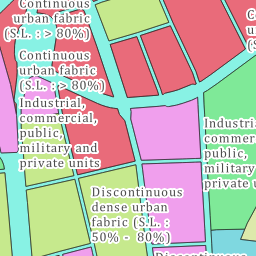 Continuous
urban fabric
(S.L. : > 80%)
Continuous
urban fabric
(S.L. : > 80%)
Industrial,
commercial,
public,
military and
private units
Industria
commer
public,
military
private u
Discontinuous
dense urban
fabric (S.L. :
50% - 80%)